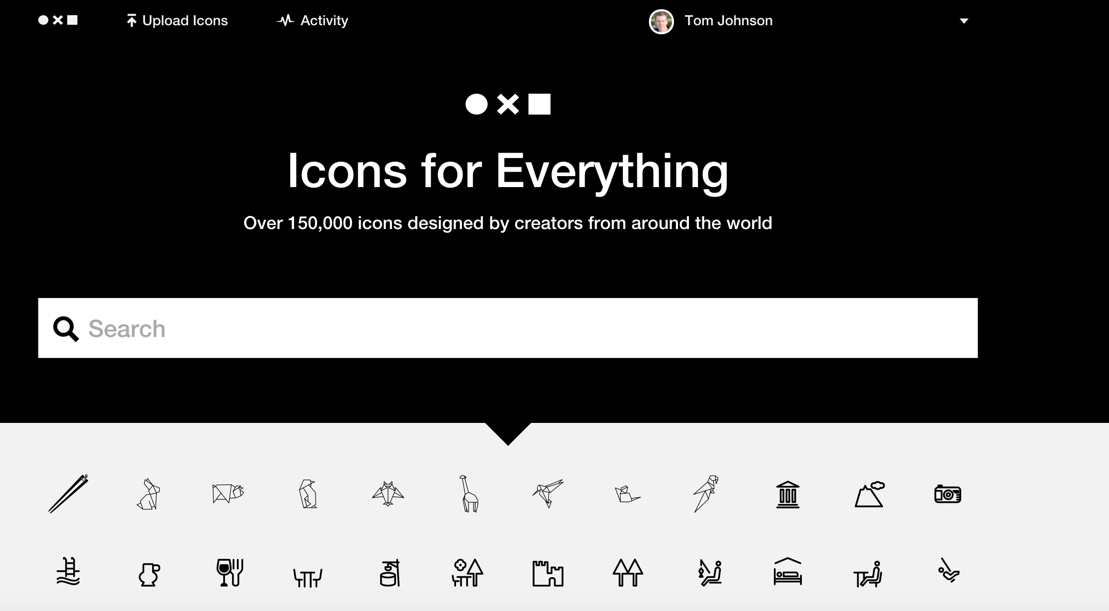 Upload Icons
Activity
Tom Johnson
Icons for Everything
Over 150,000 icons designed by creators from around the world
Search